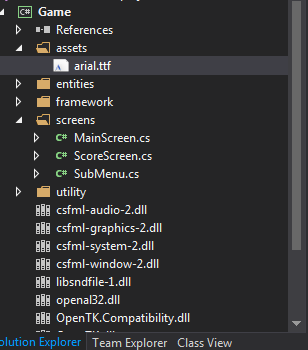 C# Game
References
assets
arial.ttf
entities
framework
screens
C# MainScreen.cs
C# ScoreScreen.cs
C# SubMenu.cs
utility
csfml-audio-2.dll
csfml-graphics-2.dll
csfml-system-2.dll
csfml-window-2.dll
libsndfile-1.dll
openal32.dll
OpenTK.Compatibility.dll
olution Explorer Team Explorer Class View